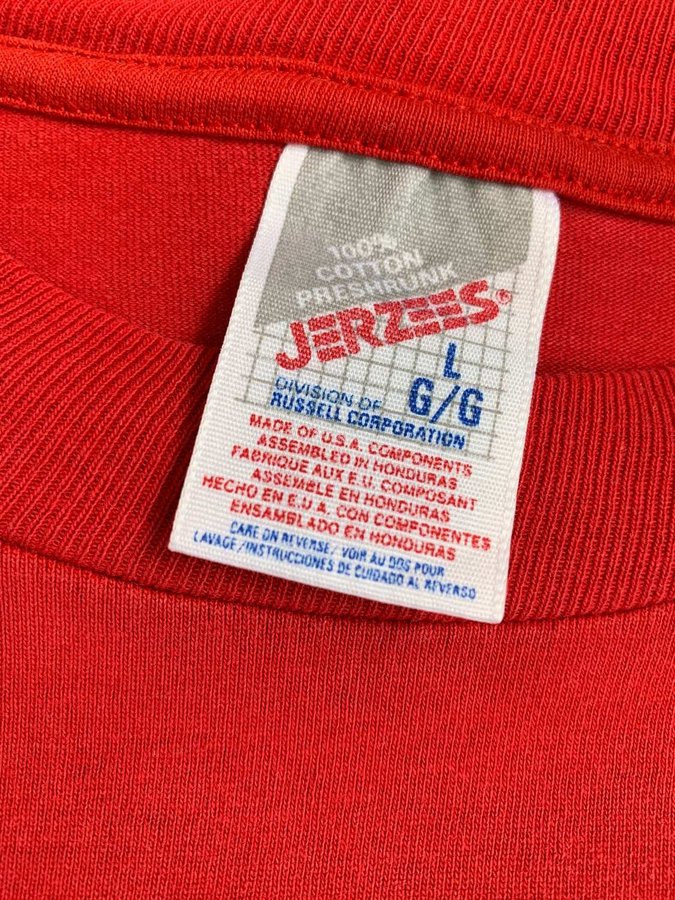 100%
COTTON
PRESHRUNK
JERZEES®
L
DIVISION OF G/G
RUSSELL CORPORATION
MADE OF U.S.A. COMPONENTS
ASSEMBLED IN HONDURAS
FABRIQUE AUX E.U. COMPOSANT
ASSEMBLE EN HONDURAS
HECHO EN E.U.A. CON COMPONENTES
ENSAMBLADO EN HONDURAS
CARE ON REVERSE/VOIR AU DOS POUR
LAVAGE/INSTRUCCIONES DE CUIDADO AL REVERSO